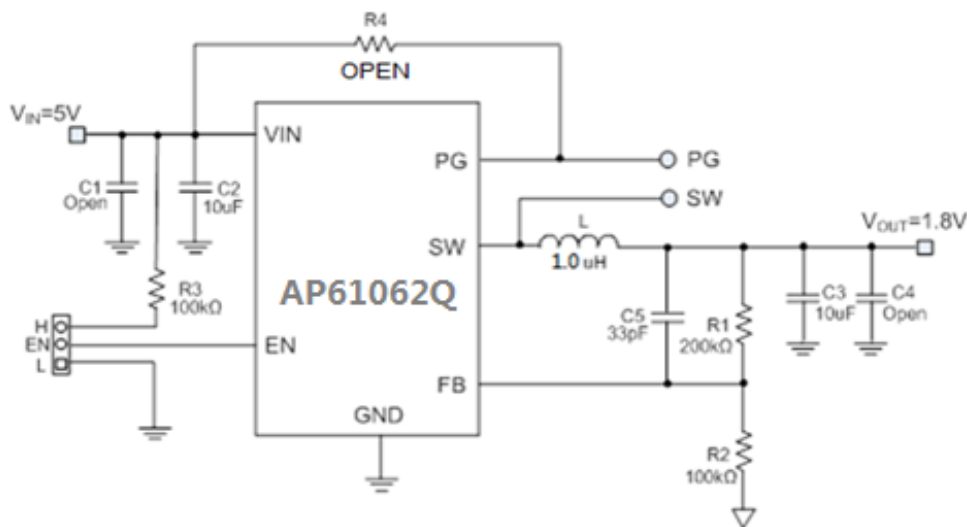 R4
OPEN
VIN=5V
VIN
PG
PG
C1
Open
C2
10uF
SW
L
VOUT=1.8V
SW
1.0 uH
AP61062Q
R3
100kΩ
C5
33pF
R1
200kΩ
C3
10uF
C4
Open
H
EN
L
EN
FB
GND
R2
100kΩ